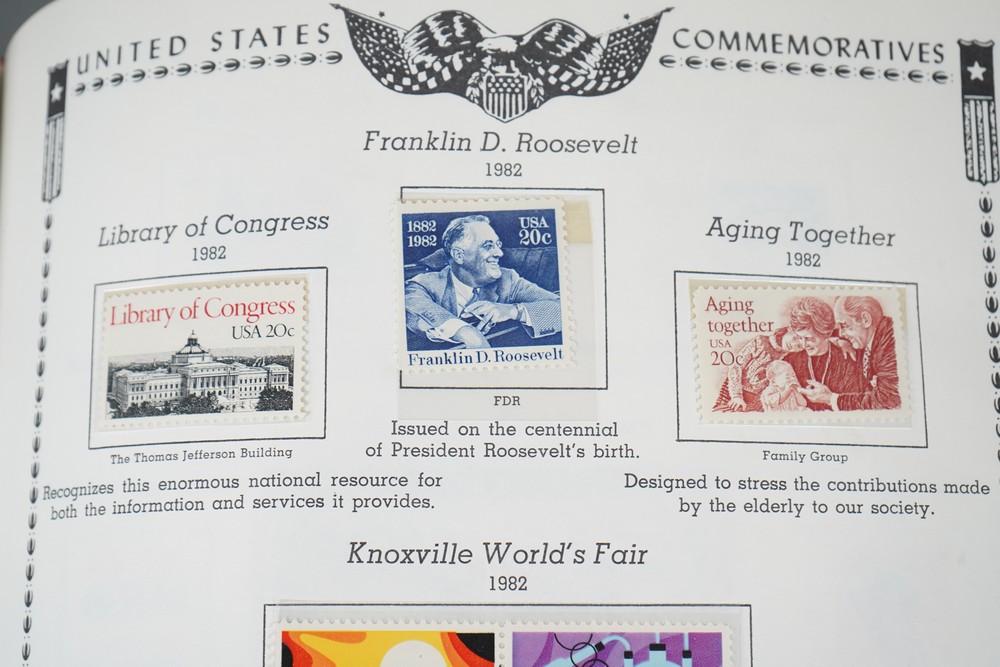 UNITED STATES COMMEMORATIVES
Franklin D. Roosevelt
1982
1882
1982
USA
20c
Franklin D. Roosevelt
FDR
Issued on the centennial
of President Roosevelt's birth.
Library of Congress
1982
Library of Congress
USA 20c
The Thomas Jefferson Building
Recognizes this enormous national resource for
both the information and services it provides.
Aging Together
1982
Aging
together
USA
20c
Family Group
Designed to stress the contributions made
by the elderly to our society.
Knoxville World's Fair
1982